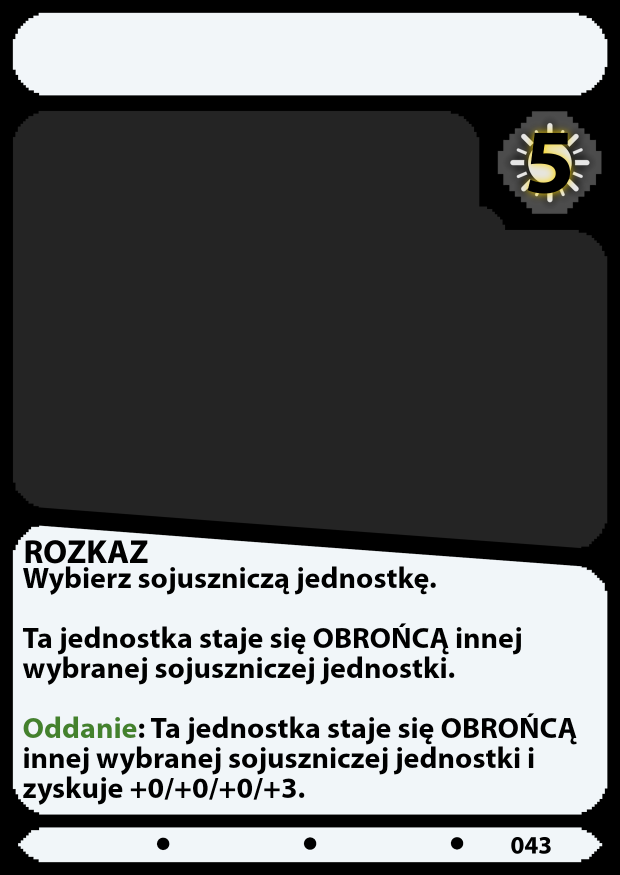 5
ROZKAZ
Wybierz sojuszniczą jednostkę.
Ta jednostka staje się OBROŃCĄ innej
wybranej sojuszniczej jednostki.
Oddanie: Ta jednostka staje się OBROŃCĄ
innej wybranej sojuszniczej jednostki i
zyskuje +0/+0/+0/+3.
043